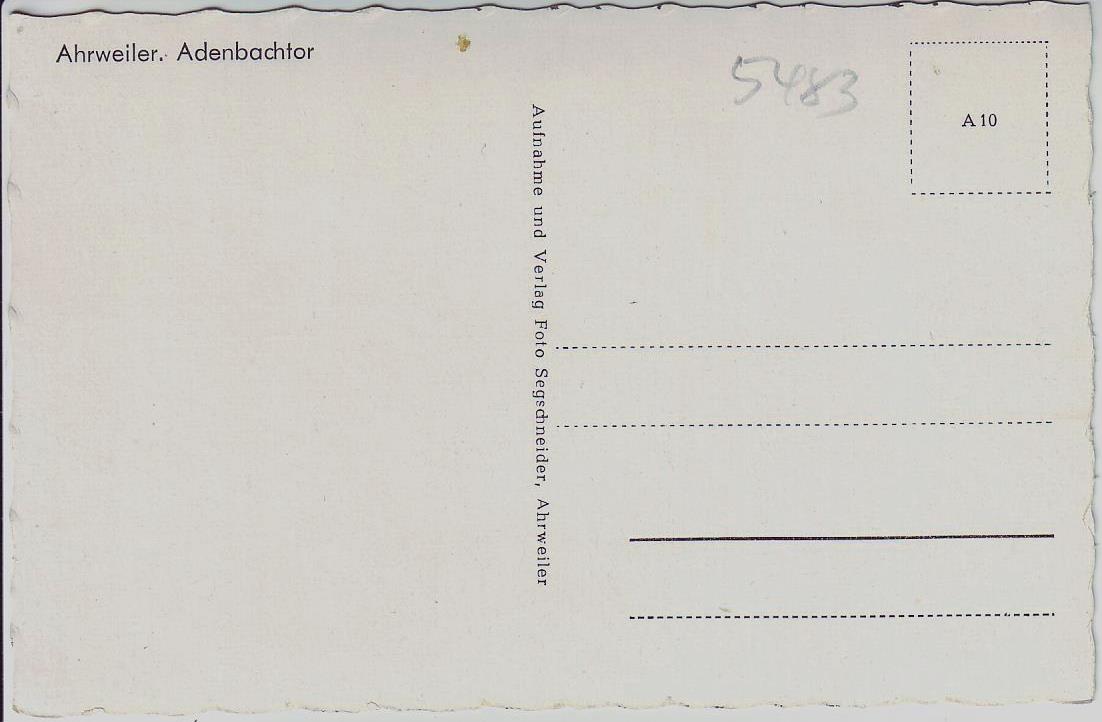 Ahrweiler. Adenbachtor
5483
A 10
Aufnahme und Verlag Foto Segschneider, Ahrweiler